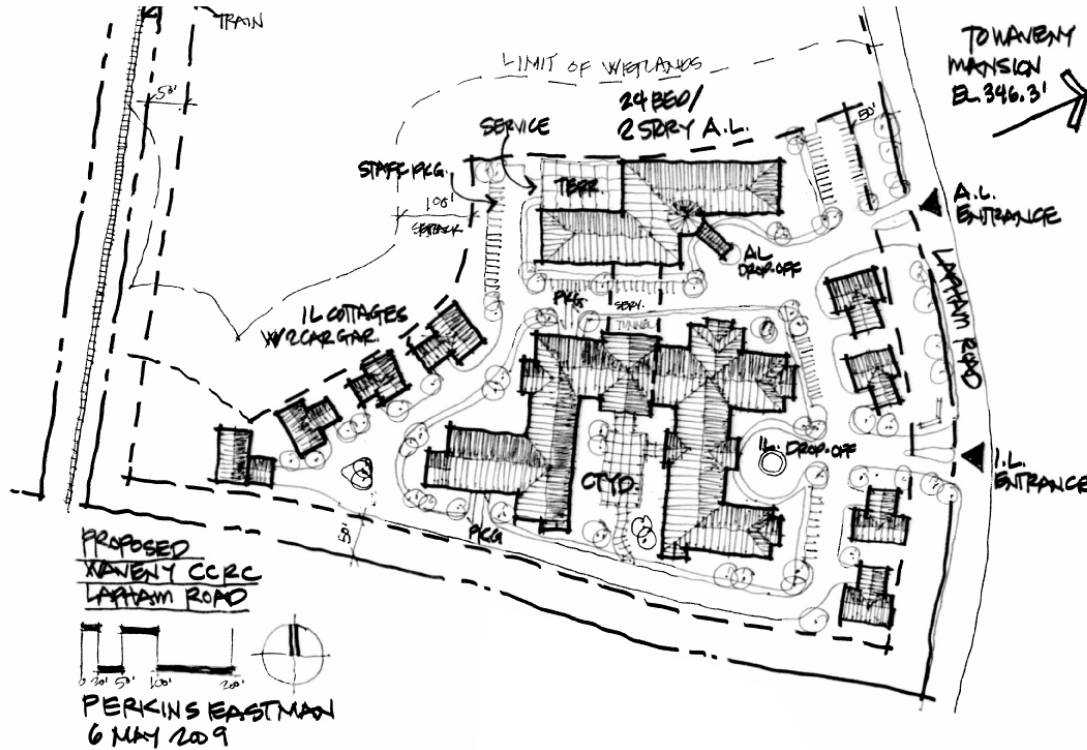 TRAIN
50'
LIMIT OF WETLANDS
TO WAVENY
MANSION
EL. 346.3'
24 BED/
2 STRY A.L.
50'
SERVICE
STAFF PKG.
TERR.
100'
SETBACK
A.L.
ENTRANCE
AL
DROP-OFF
LAPHAM ROAD
PKG.
SERV.
TUNNEL
IL COTTAGES
W/ 2 CAR GAR.
I.L. DROP-OFF
I.L.
ENTRANCE
CTYD.
PKG
50'
PROPOSED
WAVENY CCRC
LAPHAM ROAD
0 20' 50' 100' 200'
PERKINS EASTMAN
6 MAY 2009